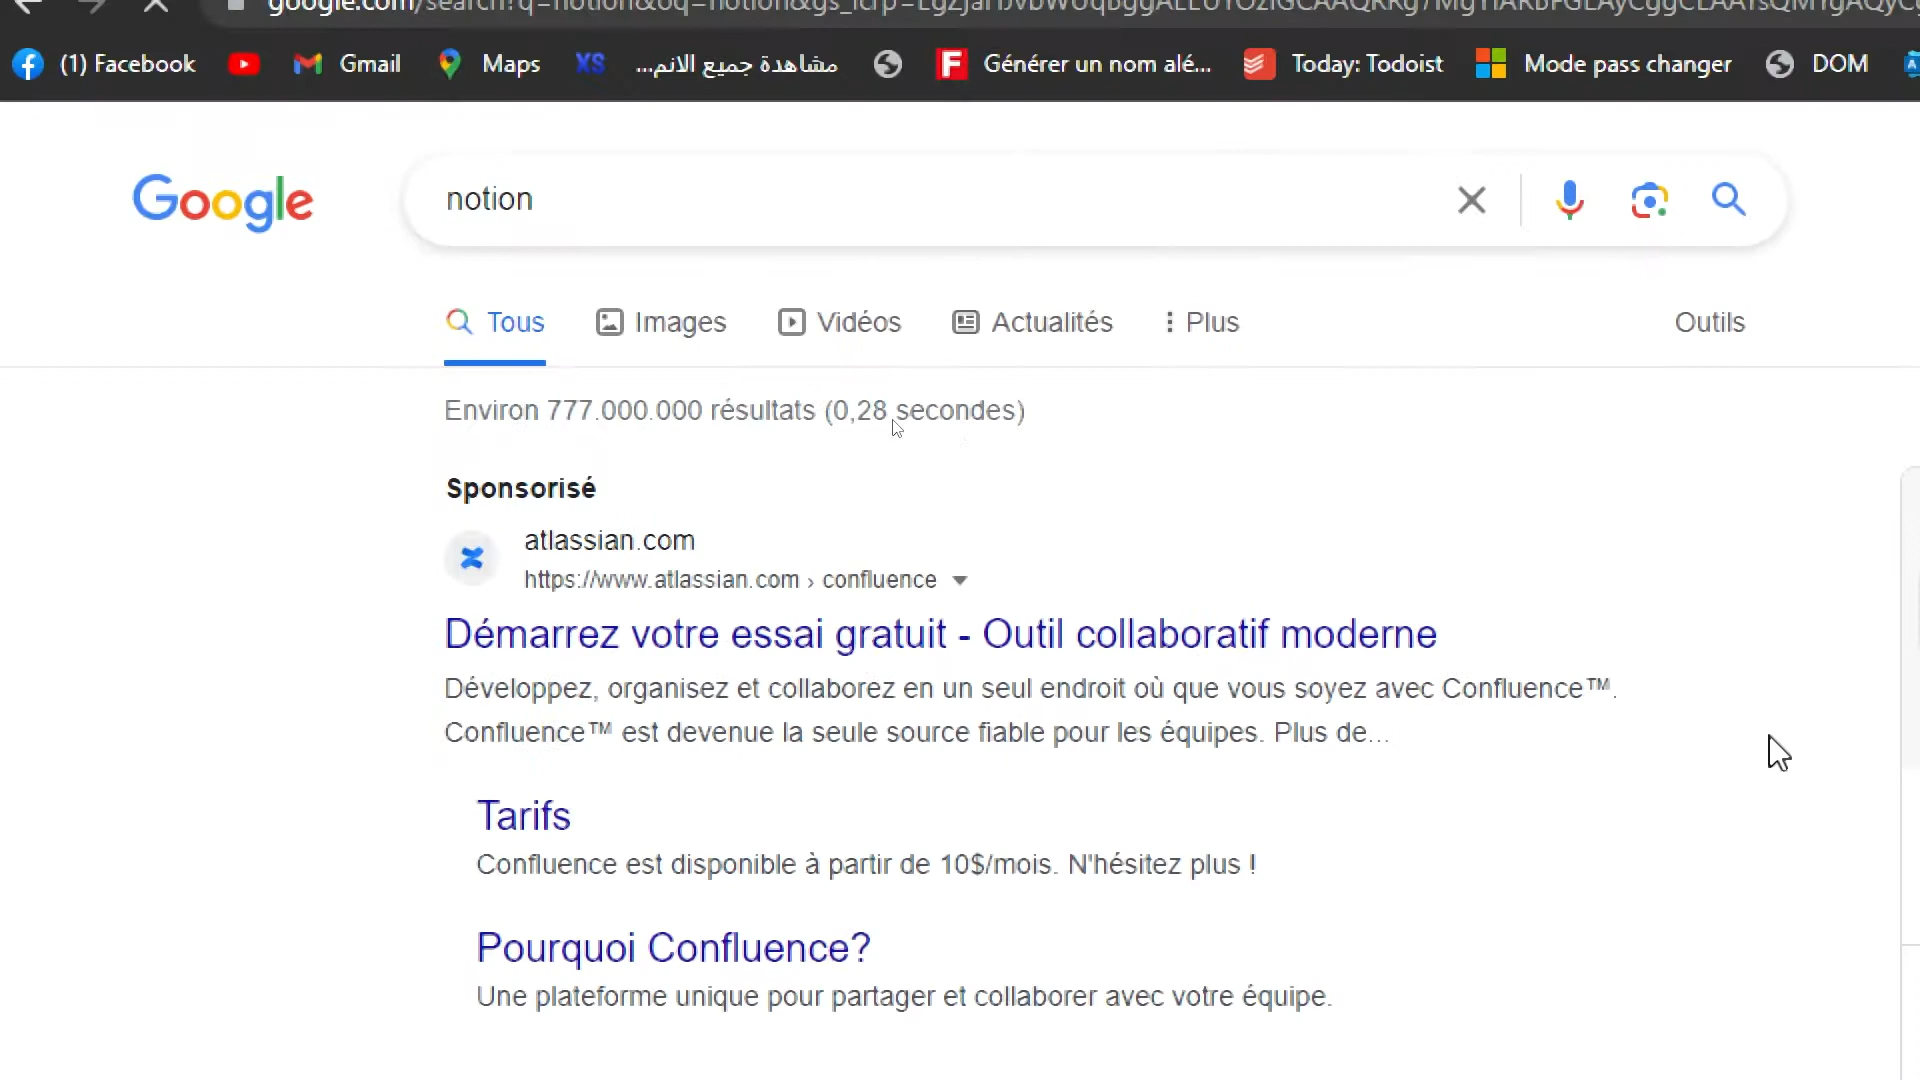 (1) Facebook Gmail Maps XS مشاهدة جميع الانم... Générer un nom alé... Today: Todoist Mode pass changer DOM
Google
notion
Tous Images Vidéos Actualités Plus Outils
Environ 777.000.000 résultats (0,28 secondes)
Sponsorisé
atlassian.com
https://www.atlassian.com › confluence
Démarrez votre essai gratuit - Outil collaboratif moderne
Développez, organisez et collaborez en un seul endroit où que vous soyez avec Confluence™.
Confluence™ est devenue la seule source fiable pour les équipes. Plus de...
Tarifs
Confluence est disponible à partir de 10$/mois. N'hésitez plus !
Pourquoi Confluence?
Une plateforme unique pour partager et collaborer avec votre équipe.